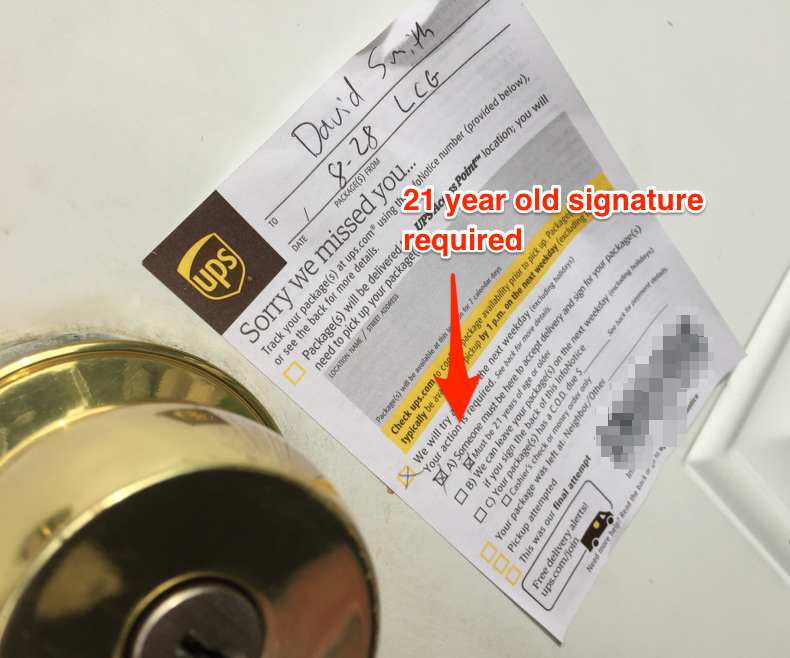 David Smith
TO
8-28 LCG
DATE / PACKAGE(S) FROM
ups
Sorry we missed you...
Track your package(s) at ups.com® using the InfoNotice number (provided below),
or see the back for more details.
Package(s) will be delivered to UPS Access Point™ location; you will
need to pick up your package(
LOCATION NAME / STREET ADDRESS
21 year old signature
required
Package(s) will be available at this location for 7 calendar days
Check ups.com to confirm package availability prior to pick up. Package
typically be available pickup by 1 p.m. on the next weekday (excluding
We will try the next weekday (excluding holidays)
Your action is required. See back for more details.
A) Someone must be here to accept delivery and sign for your package(s)
Must be 21 years of age or older
B) We can leave your package(s) on the next weekday (excluding holidays)
if you sign the back of this InfoNotice
C) Your package(s) has a C.O.D. due $ See back for payment details.
Cashier's check or money order only
Your package was left at: Neighbor/Other
Pickup attempted
This was our final attempt
Free delivery alerts!
ups.com/join
Need more help? Read the back or